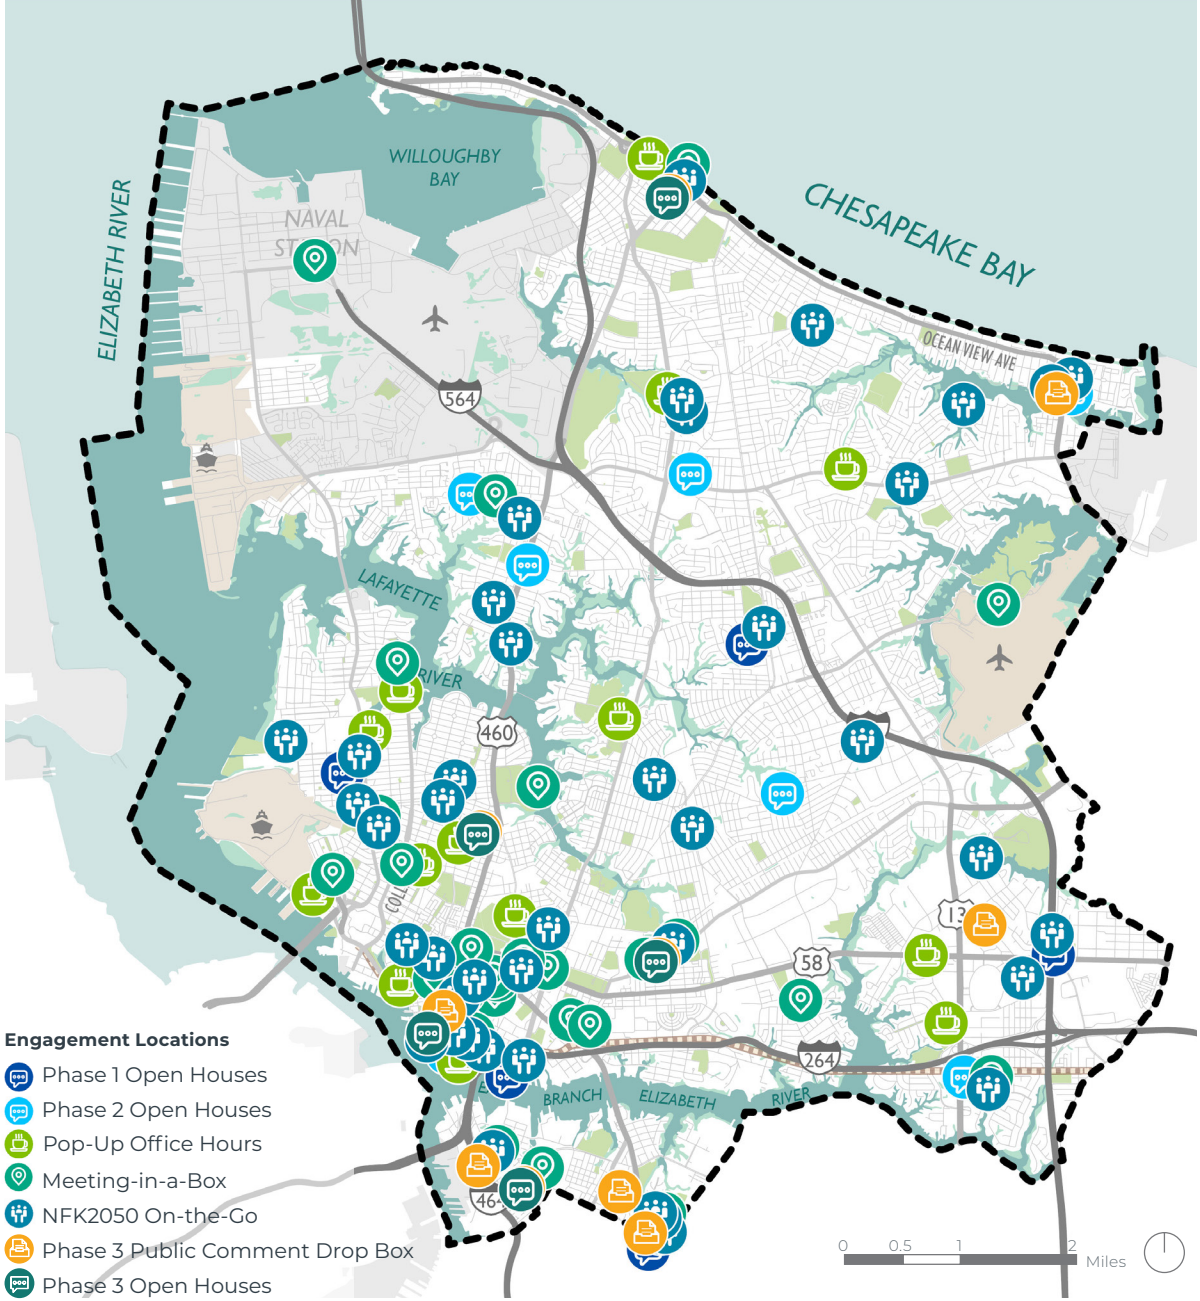 WILLOUGHBY
BAY
CHESAPEAKE BAY
ELIZABETH RIVER
NAVAL
OCEAN VIEW AVE
564
LAFAYETTE
RIVER
460
13
58
264
BRANCH
ELIZABETH
RIVER
Engagement Locations
Phase 1 Open Houses
Phase 2 Open Houses
Pop-Up Office Hours
Meeting-in-a-Box
NFK2050 On-the-Go
Phase 3 Public Comment Drop Box
Phase 3 Open Houses
464
0 0.5 1 2
Miles